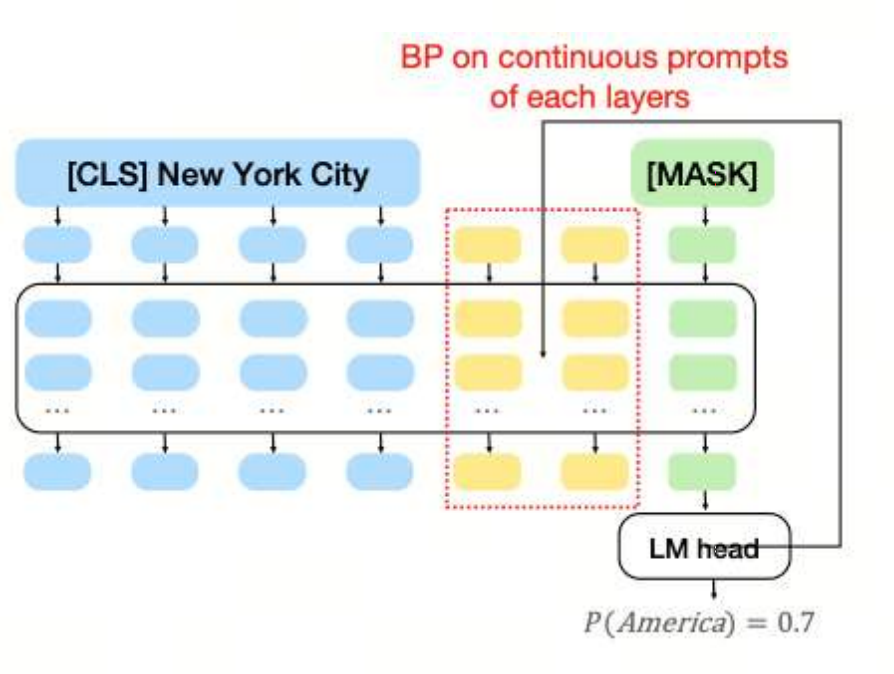 BP on continuous prompts
of each layers
[CLS] New York City
[MASK]
... ... ... ... ... ... ...
LM head
P(America) = 0.7